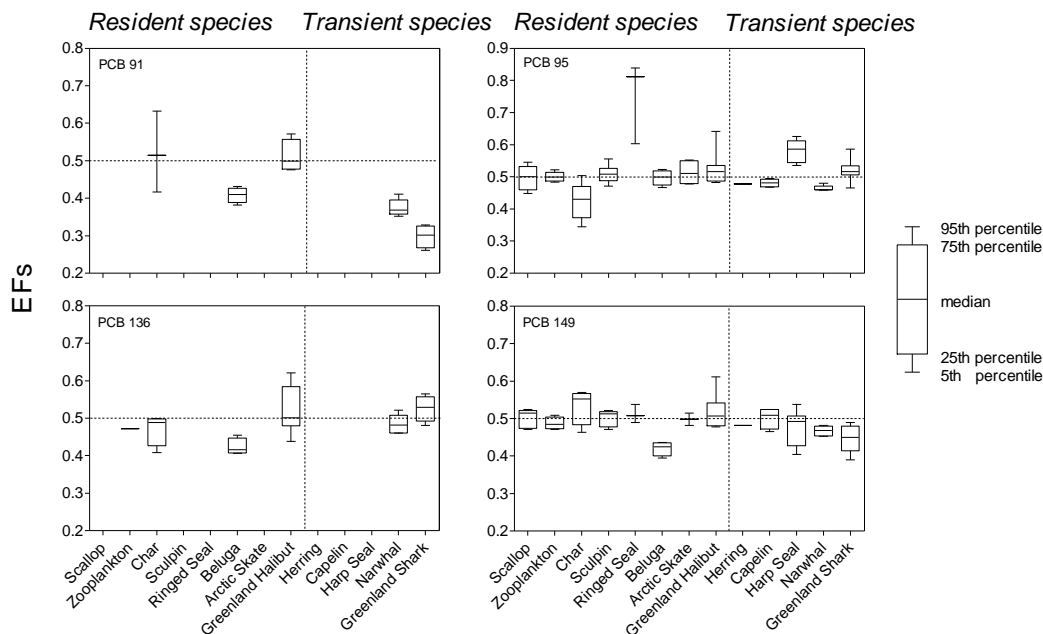 Resident species Transient species Resident species Transient species
0.8
0.7
0.6
0.5
0.4
0.3
0.2
PCB 91
0.9
0.8
0.7
0.6
0.5
0.4
0.3
0.2
PCB 95
EFs
0.8
0.7
0.6
0.5
0.4
0.3
0.2
PCB 136
0.8
0.7
0.6
0.5
0.4
0.3
0.2
PCB 149
Scallop
Zooplankton
Char
Sculpin
Ringed Seal
Beluga
Arctic Skate
Greenland Halibut
Herring
Capelin
Harp Seal
Narwhal
Greenland Shark
Scallop
Zooplankton
Char
Sculpin
Ringed Seal
Beluga
Arctic Skate
Greenland Halibut
Herring
Capelin
Harp Seal
Narwhal
Greenland Shark
95th percentile
75th percentile
median
25th percentile
5th percentile